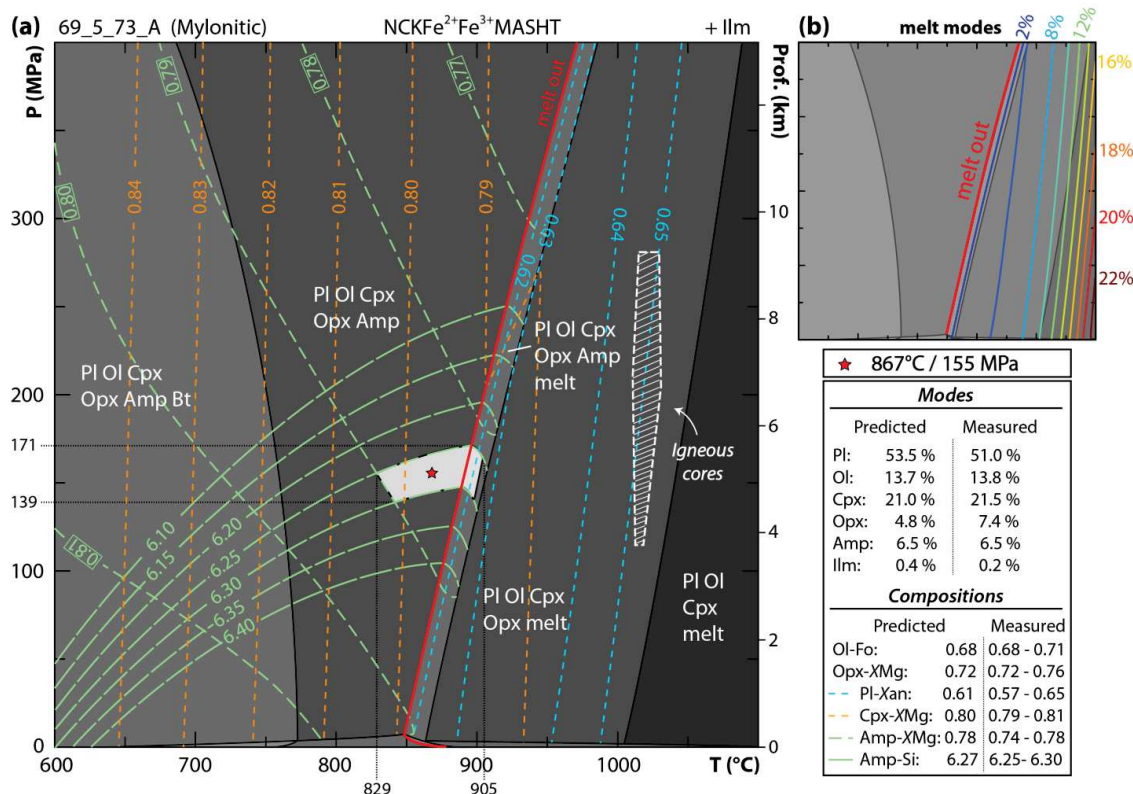 (a) 69_5_73_A (Mylonitic) NCKFe²⁺Fe³⁺MASHT + Ilm
P (MPa)
300
200
171
139
100
0
600
700
800
900
1000
T (°C)
829
905
Prof. (km)
10
8
6
4
2
0
0.79
0.78
0.77
0.80
0.81
0.84
0.83
0.82
0.81
0.80
0.79
melt out
0.63
0.62
0.64
0.65
Pl Ol Cpx
Opx Amp
Pl Ol Cpx
Opx Amp
melt
Pl Ol Cpx
Opx Amp Bt
Igneous
cores
6.10
6.15
6.20
6.25
6.30
6.35
6.40
Pl Ol Cpx
Opx melt
Pl Ol
Cpx
melt
(b)
melt modes
2%
8%
12%
16%
18%
20%
22%
melt out
867°C / 155 MPa
Modes
Predicted Measured
Pl: 53.5 % 51.0 %
Ol: 13.7 % 13.8 %
Cpx: 21.0 % 21.5 %
Opx: 4.8 % 7.4 %
Amp: 6.5 % 6.5 %
Ilm: 0.4 % 0.2 %
Compositions
Predicted Measured
Ol-Fo: 0.68 0.68 - 0.71
Opx-XMg: 0.72 0.72 - 0.76
Pl-Xan: 0.61 0.57 - 0.65
Cpx-XMg: 0.80 0.79 - 0.81
Amp-XMg: 0.78 0.74 - 0.78
Amp-Si: 6.27 6.25- 6.30